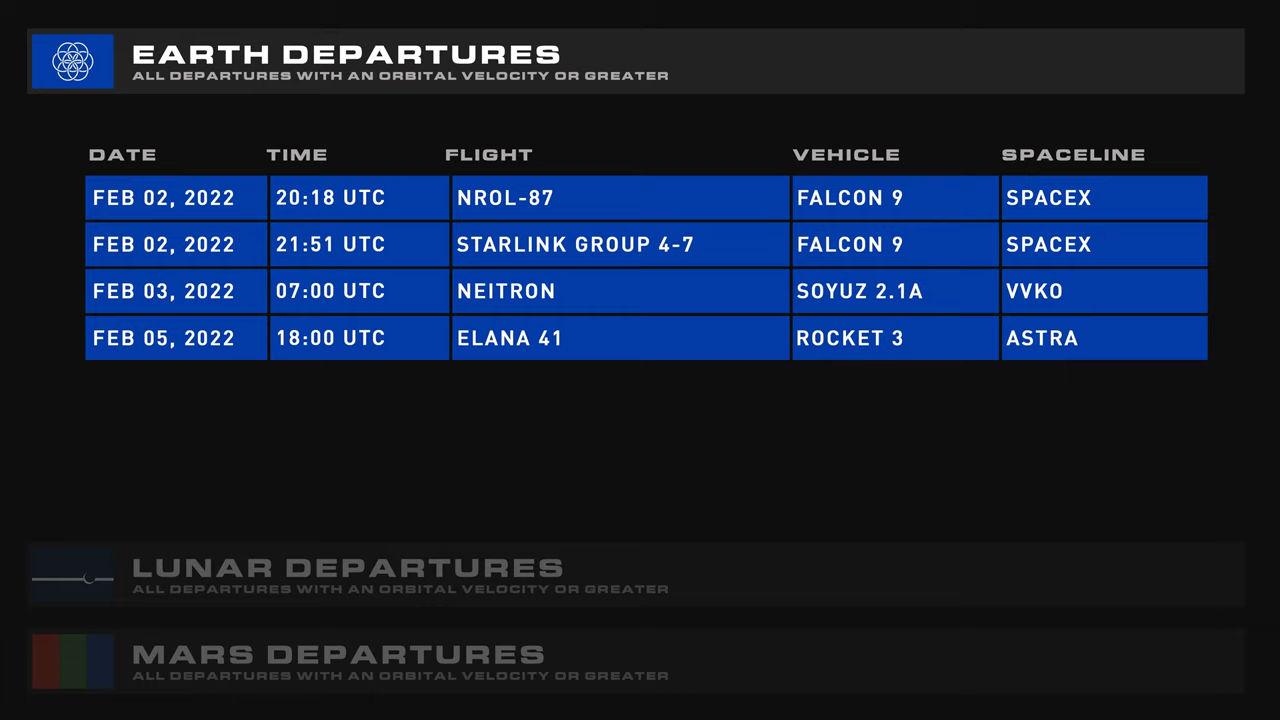 EARTH DEPARTURES
ALL DEPARTURES WITH AN ORBITAL VELOCITY OR GREATER
DATE TIME FLIGHT VEHICLE SPACELINE
FEB 02, 2022 20:18 UTC NROL-87 FALCON 9 SPACEX
FEB 02, 2022 21:51 UTC STARLINK GROUP 4-7 FALCON 9 SPACEX
FEB 03, 2022 07:00 UTC NEITRON SOYUZ 2.1A VVKO
FEB 05, 2022 18:00 UTC ELANA 41 ROCKET 3 ASTRA
LUNAR DEPARTURES
ALL DEPARTURES WITH AN ORBITAL VELOCITY OR GREATER
MARS DEPARTURES
ALL DEPARTURES WITH AN ORBITAL VELOCITY OR GREATER